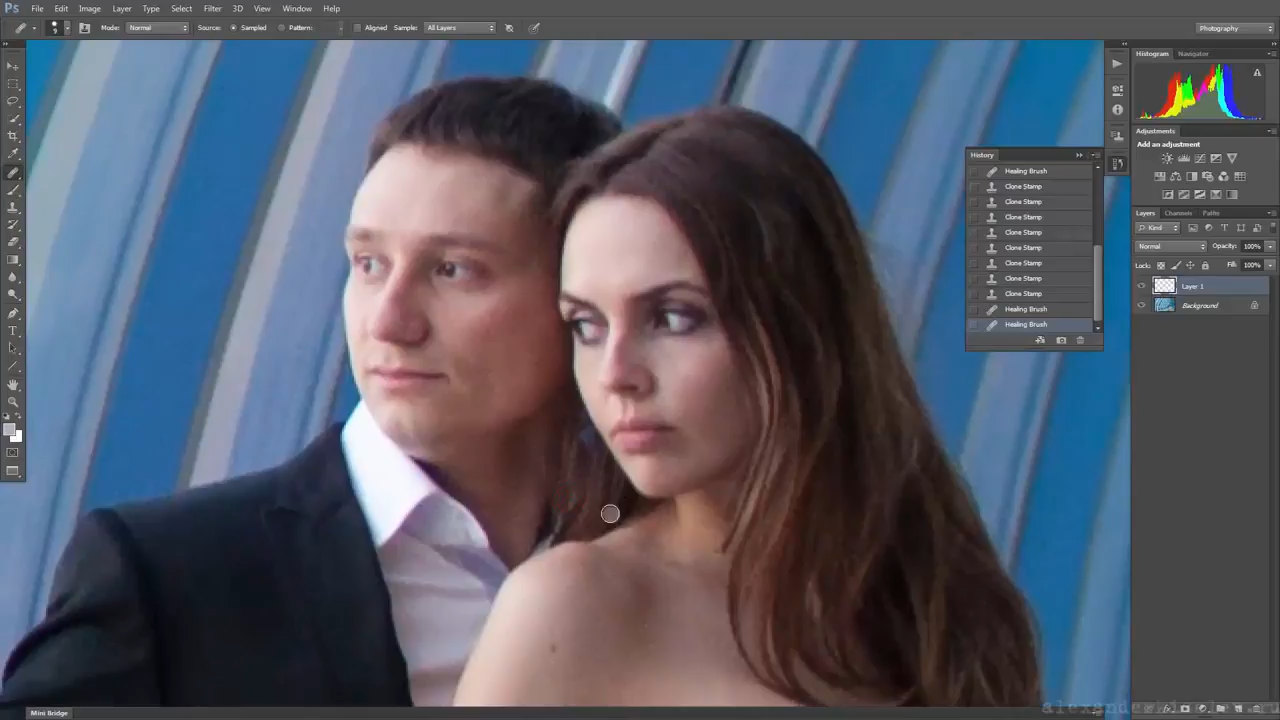 Ps File Edit Image Layer Type Select Filter 3D View Window Help
Mode: Normal Source: Sampled Pattern: Aligned Sample: All Layers Photography
Histogram Navigator
Adjustments
Add an adjustment
History
Healing Brush
Clone Stamp
Clone Stamp
Clone Stamp
Clone Stamp
Clone Stamp
Clone Stamp
Clone Stamp
Clone Stamp
Healing Brush
Healing Brush
Layers Channels Paths
Kind
Normal Opacity: 100%
Lock: Fill: 100%
Layer 1
Background
Mini Bridge